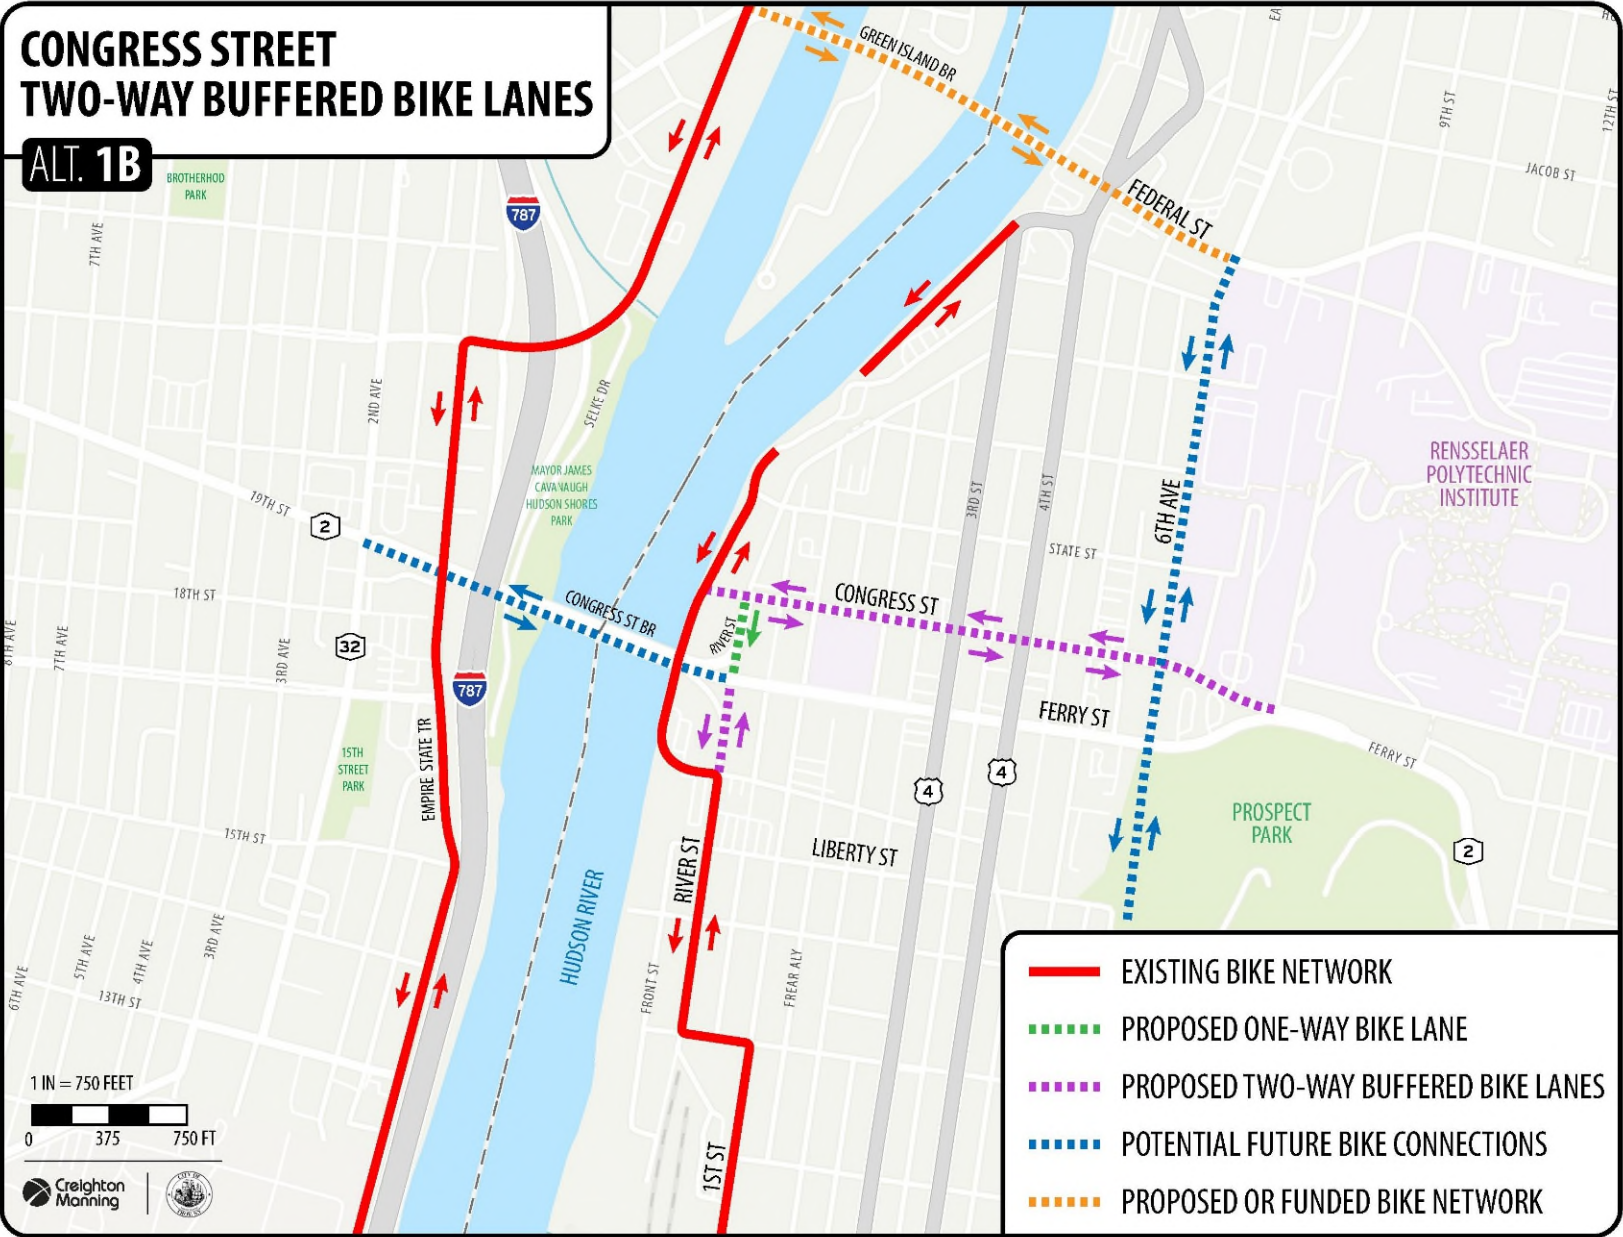 CONGRESS STREET
TWO-WAY BUFFERED BIKE LANES
ALT. 1B
BROTHERHOD
PARK
787
GREEN ISLAND BR
FEDERAL ST
9TH ST
12TH ST
JACOB ST
7TH AVE
2ND AVE
SELKE DR
MAYOR JAMES
CAVANAUGH
HUDSON SHORES
PARK
19TH ST
2
3RD ST
4TH ST
STATE ST
6TH AVE
RENSSELAER
POLYTECHNIC
INSTITUTE
18TH ST
CONGRESS ST BR
RIVER ST
CONGRESS ST
8TH AVE
7TH AVE
3RD AVE
32
787
FERRY ST
FERRY ST
EMPIRE STATE TR
15TH
STREET
PARK
4
4
PROSPECT
PARK
2
15TH ST
RIVER ST
LIBERTY ST
HUDSON RIVER
6TH AVE
5TH AVE
4TH AVE
3RD AVE
13TH ST
FRONT ST
FREAR ALY
1ST ST
1 IN = 750 FEET
0 375 750 FT
Creighton
Manning
EXISTING BIKE NETWORK
PROPOSED ONE-WAY BIKE LANE
PROPOSED TWO-WAY BUFFERED BIKE LANES
POTENTIAL FUTURE BIKE CONNECTIONS
PROPOSED OR FUNDED BIKE NETWORK